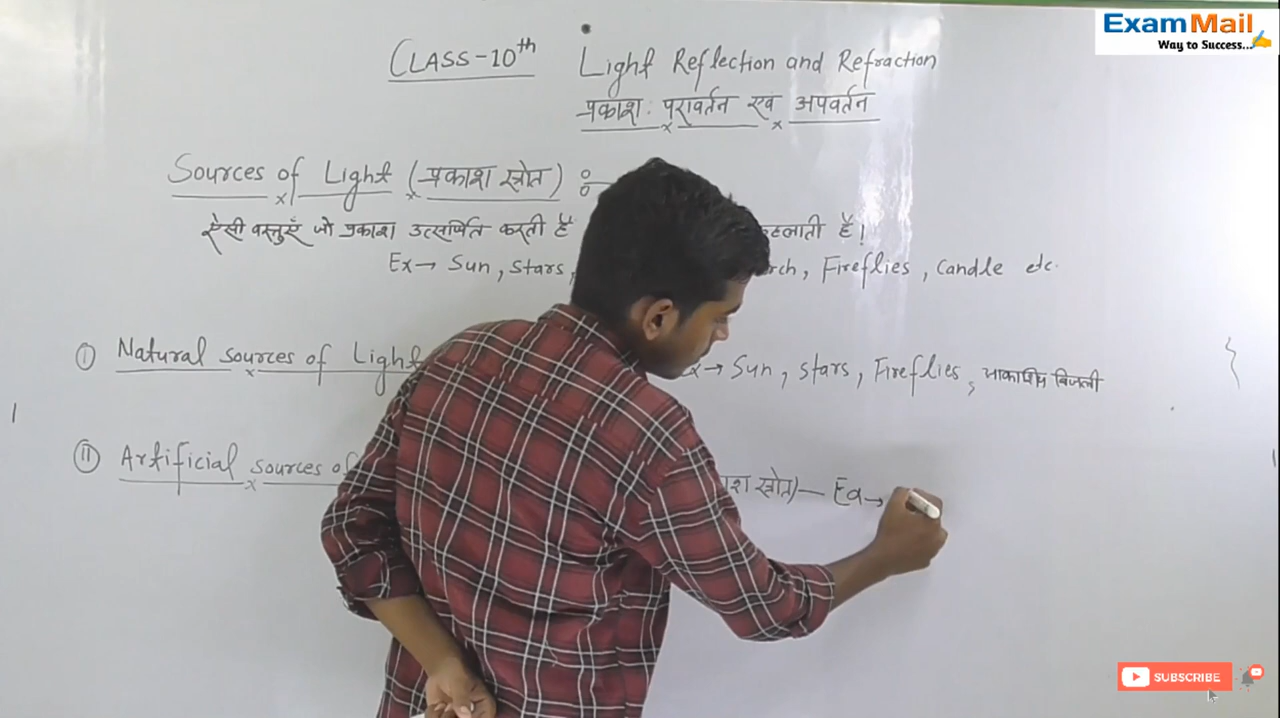 ExamMail
Way to Success...
CLASS-10th Light Reflection and Refraction
प्रकाश: परावर्तन एवं अपवर्तन
Sources of Light (प्रकाश स्त्रोत)
ऐसी वस्तुएँ जो प्रकाश उत्सर्जित करती है हलाती है।
Ex→ Sun, Stars, rch, Fireflies, Candle etc.
(i) Natural sources of Light x→ Sun, stars, Fireflies, आकाशीय बिजली
(ii) Artificial sources of ाश स्त्रोत)— Ex→
SUBSCRIBE